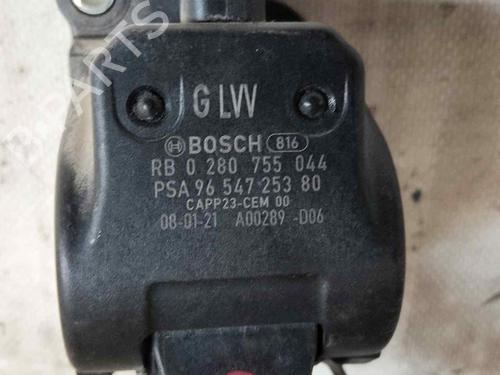 B-PARTS
G LW
BOSCH 816
RB 0 280 755 044
PSA 96 547 253 80
CAPP23-CEM 00
08-01-21 A00289 -D06